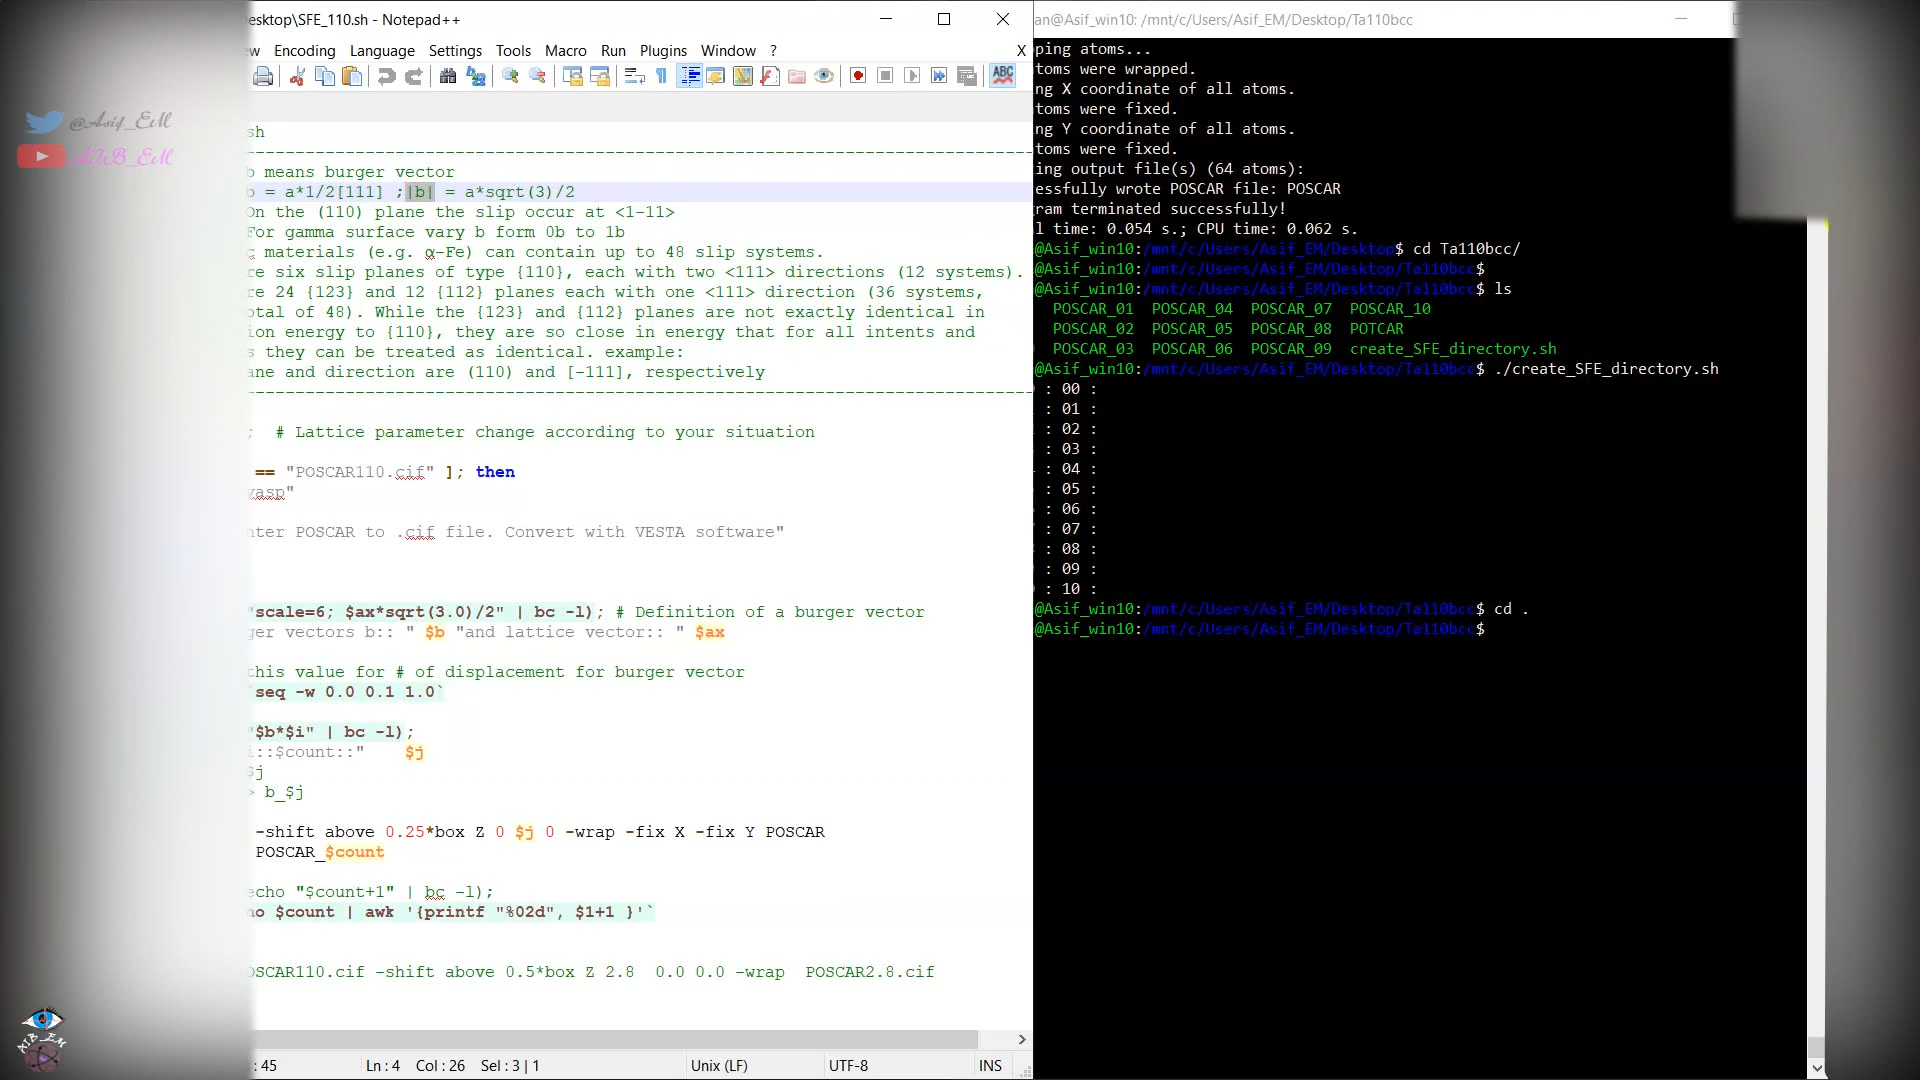 esktop\SFE_110.sh - Notepad++
ew Encoding Language Settings Tools Macro Run Plugins Window ? X
ABC
@Asif_EM
AIB_EM
sh
b means burger vector
b = a*1/2[111] ;|b| = a*sqrt(3)/2
On the (110) plane the slip occur at <1-11>
For gamma surface vary b form 0b to 1b
c materials (e.g. α-Fe) can contain up to 48 slip systems.
re six slip planes of type {110}, each with two <111> directions (12 systems).
re 24 {123} and 12 {112} planes each with one <111> direction (36 systems,
otal of 48). While the {123} and {112} planes are not exactly identical in
ion energy to {110}, they are so close in energy that for all intents and
s they can be treated as identical. example:
ane and direction are (110) and [-111], respectively
; # Lattice parameter change according to your situation
== "POSCAR110.cif" ]; then
vasp"
nter POSCAR to .cif file. Convert with VESTA software"
"scale=6; $ax*sqrt(3.0)/2" | bc -l); # Definition of a burger vector
ger vectors b:: " $b "and lattice vector:: " $ax
this value for # of displacement for burger vector
`seq -w 0.0 0.1 1.0`
"$b*$i" | bc -l);
i::$count::" $j
$j
> b_$j
-shift above 0.25*box Z 0 $j 0 -wrap -fix X -fix Y POSCAR
POSCAR_$count
echo "$count+1" | bc -l);
ho $count | awk '{printf "%02d", $1+1 }'`
OSCAR110.cif -shift above 0.5*box Z 2.8 0.0 0.0 -wrap POSCAR2.8.cif
: 45 Ln : 4 Col : 26 Sel : 3 | 1 Unix (LF) UTF-8 INS
AIB_EM
an@Asif_win10: /mnt/c/Users/Asif_EM/Desktop/Ta110bcc
ping atoms...
toms were wrapped.
ng X coordinate of all atoms.
toms were fixed.
ng Y coordinate of all atoms.
toms were fixed.
ing output file(s) (64 atoms):
essfully wrote POSCAR file: POSCAR
ram terminated successfully!
l time: 0.054 s.; CPU time: 0.062 s.
@Asif_win10:/mnt/c/Users/Asif_EM/Desktop$ cd Ta110bcc/
@Asif_win10:/mnt/c/Users/Asif_EM/Desktop/Ta110bcc$
@Asif_win10:/mnt/c/Users/Asif_EM/Desktop/Ta110bcc$ ls
POSCAR_01 POSCAR_04 POSCAR_07 POSCAR_10
POSCAR_02 POSCAR_05 POSCAR_08 POTCAR
POSCAR_03 POSCAR_06 POSCAR_09 create_SFE_directory.sh
@Asif_win10:/mnt/c/Users/Asif_EM/Desktop/Ta110bcc$ ./create_SFE_directory.sh
: 00 :
: 01 :
: 02 :
: 03 :
: 04 :
: 05 :
: 06 :
: 07 :
: 08 :
: 09 :
: 10 :
@Asif_win10:/mnt/c/Users/Asif_EM/Desktop/Ta110bcc$ cd .
@Asif_win10:/mnt/c/Users/Asif_EM/Desktop/Ta110bcc$